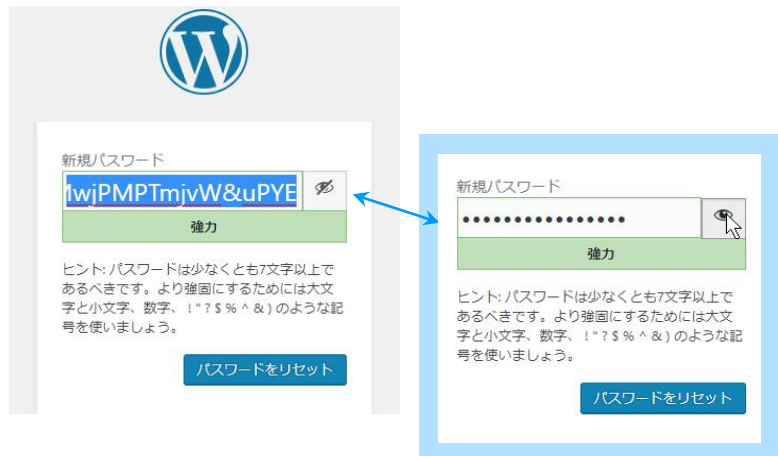 新規パスワード
MwjPMPTmjvW&uPYE
強力
ヒント: パスワードは少なくとも7文字以上で
あるべきです。より強固にするためには大文
字と小文字、数字、 ! " ? $ % ^ & ) のような記
号を使いましょう。
パスワードをリセット
新規パスワード
••••••••••••••••
強力
ヒント: パスワードは少なくとも7文字以上で
あるべきです。より強固にするためには大文
字と小文字、数字、 ! " ? $ % ^ & ) のような記
号を使いましょう。
パスワードをリセット